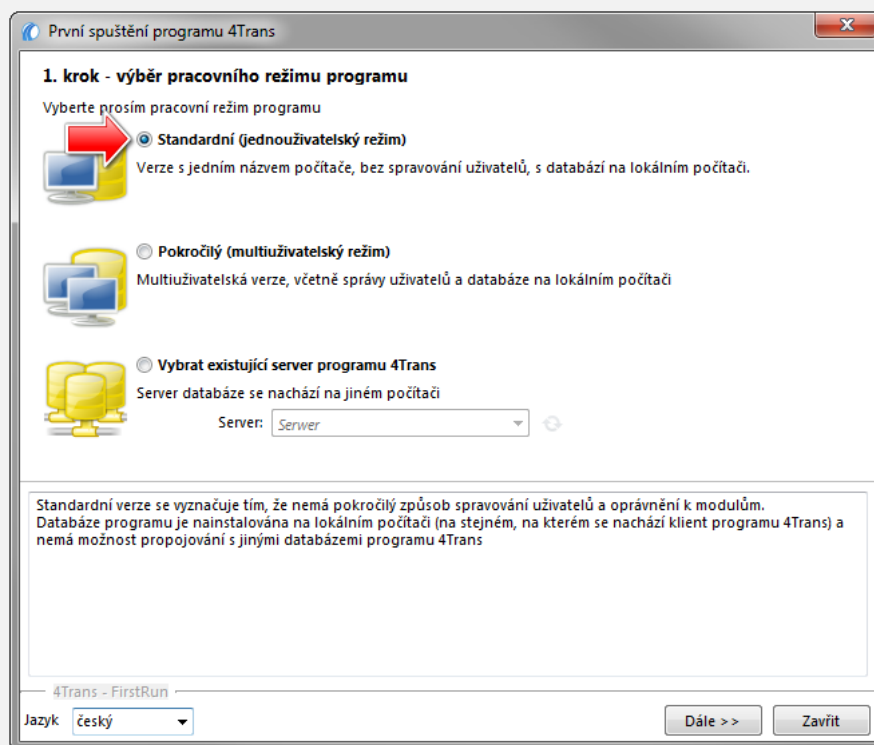 První spuštění programu 4Trans
1. krok - výběr pracovního režimu programu
Vyberte prosím pracovní režim programu
Standardní (jednouživatelský režim)
Verze s jedním názvem počítače, bez spravování uživatelů, s databází na lokálním počítači.
Pokročilý (multiuživatelský režim)
Multiuživatelská verze, včetně správy uživatelů a databáze na lokálním počítači
Vybrat existující server programu 4Trans
Server databáze se nachází na jiném počítači
Server: Serwer
Standardní verze se vyznačuje tím, že nemá pokročilý způsob spravování uživatelů a oprávnění k modulům.
Databáze programu je nainstalována na lokálním počítači (na stejném, na kterém se nachází klient programu 4Trans) a
nemá možnost propojování s jinými databázemi programu 4Trans
4Trans - FirstRun
Jazyk český Dále >> Zavřit